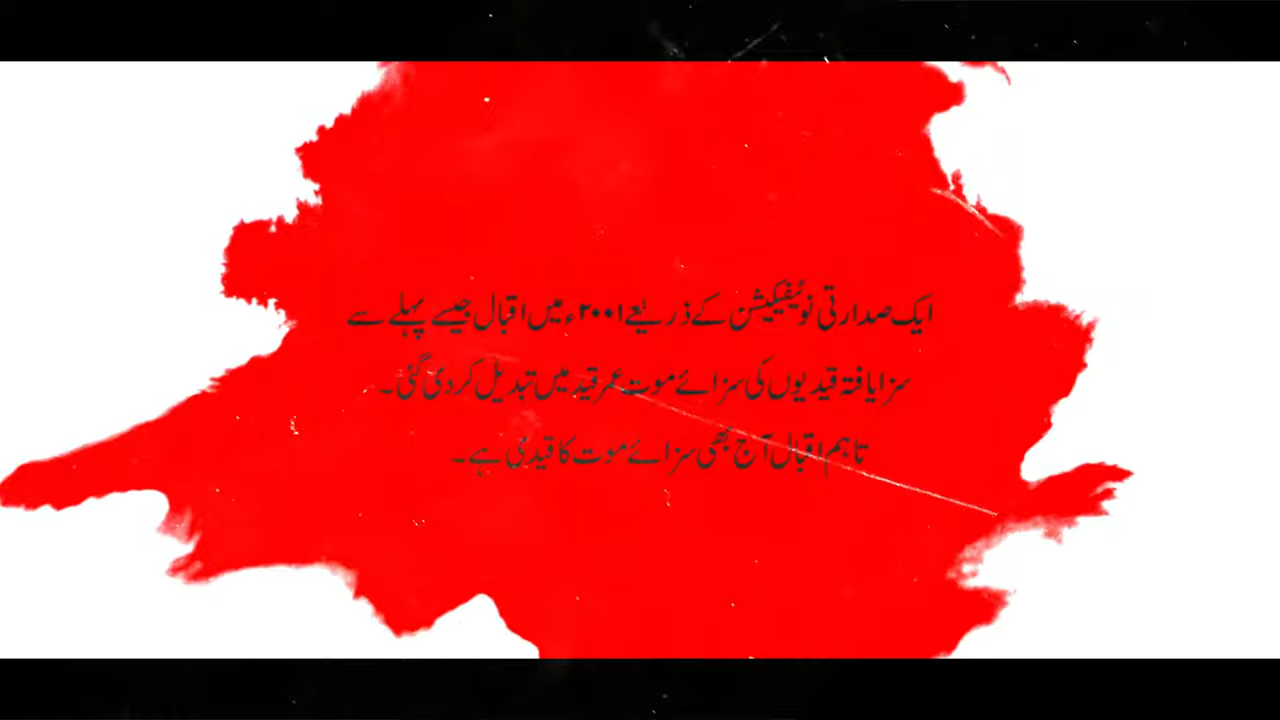 ایک صدارتی نوٹیفیکیشن کے ذریعے ۲۰۰۱ء میں اقبال جیسے پہلے سے
سزا یافتہ قیدیوں کی سزائے موت عمر قید میں تبدیل کر دی گئی۔
تاہم اقبال آج بھی سزائے موت کا قیدی ہے۔